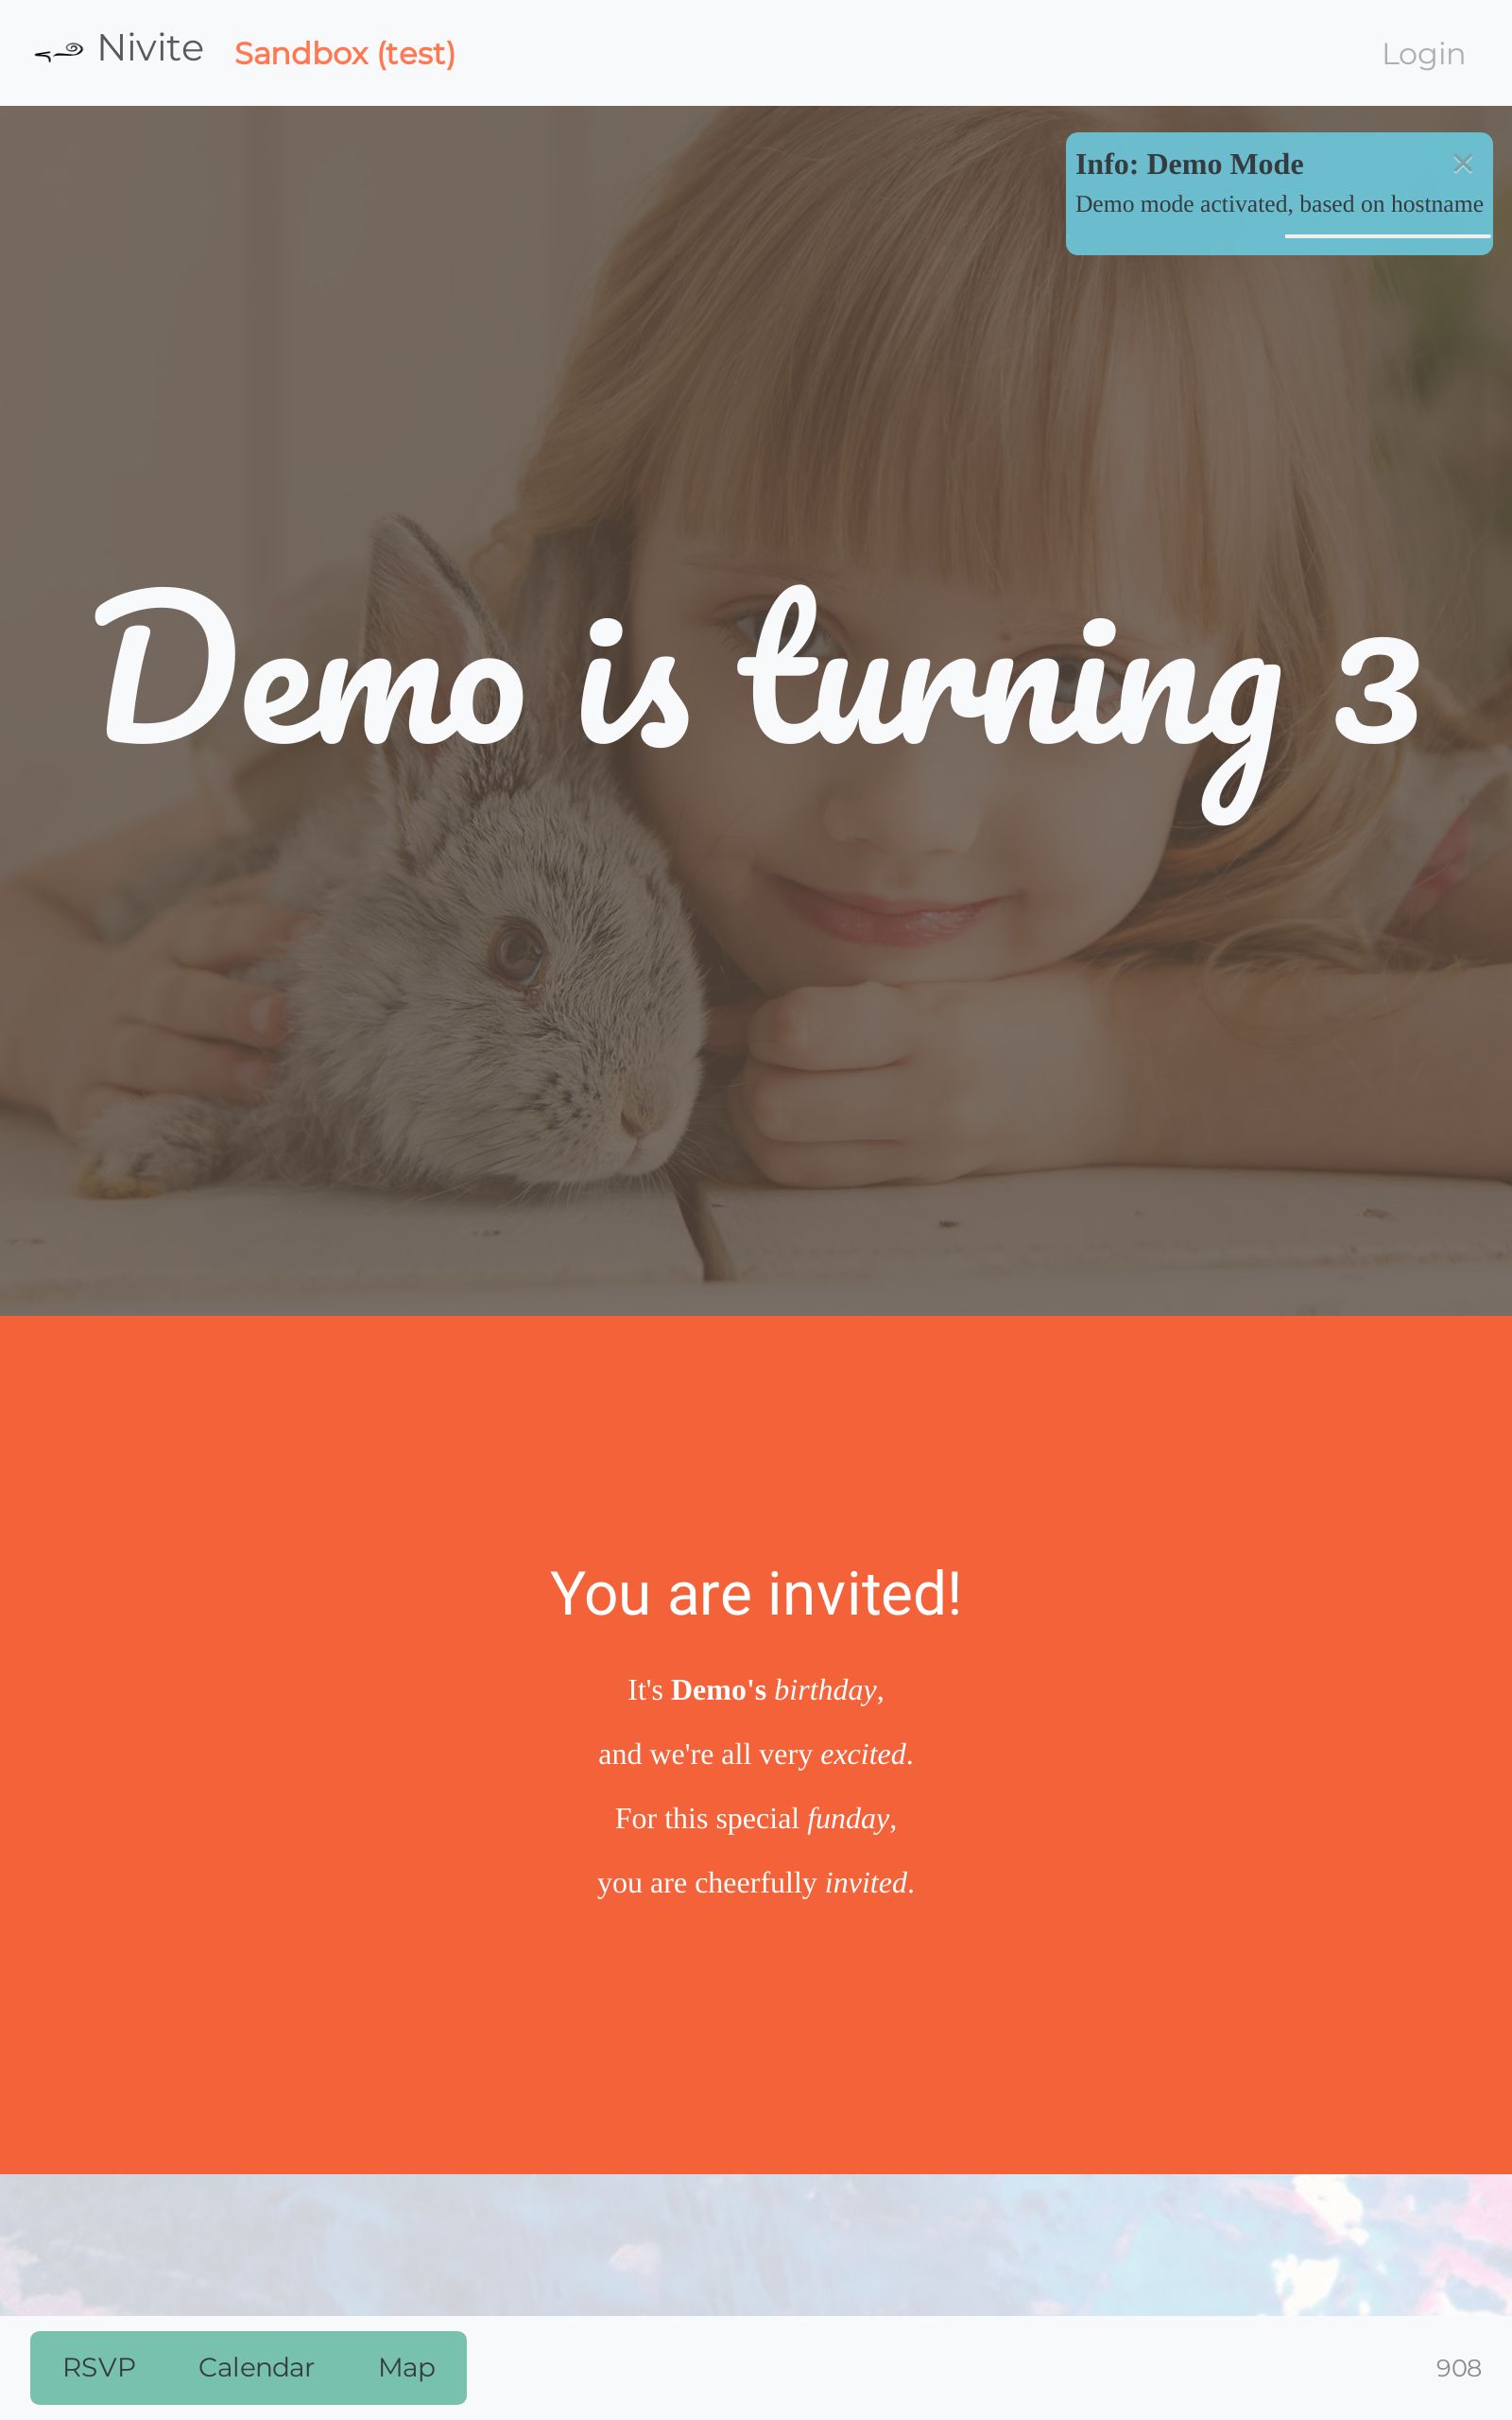 Nivite Sandbox (test) Login
Info: Demo Mode
Demo mode activated, based on hostname
Demo is turning 3
You are invited!
It's Demo's birthday,
and we're all very excited.
For this special funday,
you are cheerfully invited.
RSVP Calendar Map 908